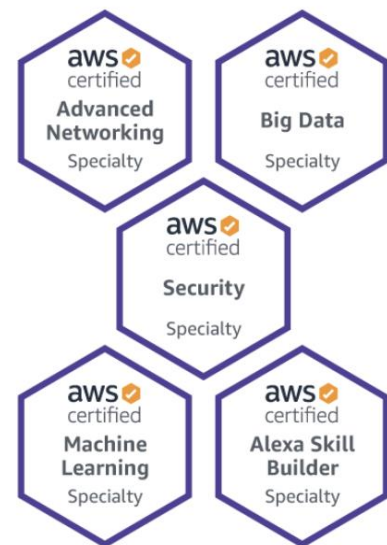 aws
certified
Advanced
Networking
Specialty
aws
certified
Big Data
Specialty
aws
certified
Security
Specialty
aws
certified
Machine
Learning
Specialty
aws
certified
Alexa Skill
Builder
Specialty